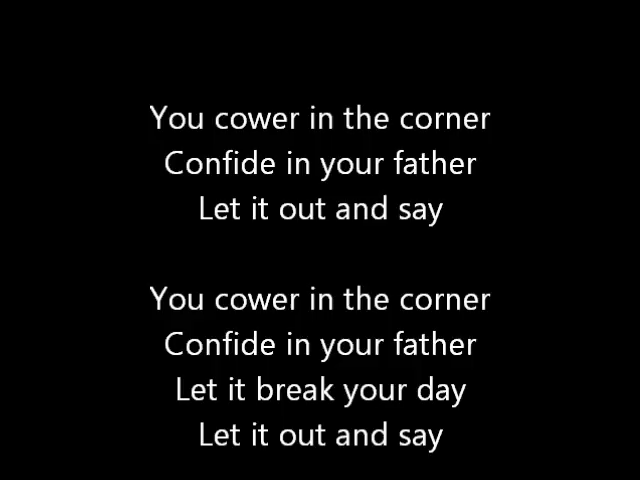 You cower in the corner
Confide in your father
Let it out and say
You cower in the corner
Confide in your father
Let it break your day
Let it out and say